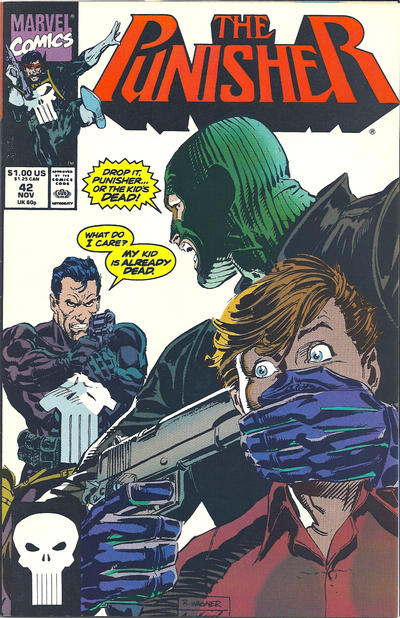 MARVEL
COMICS
™
THE
PUNISHER
®
$1.00 US
$1.25 CAN
42
NOV
UK 60p
APPROVED
BY THE
COMICS
CODE
AUTHORITY
DROP IT,
PUNISHER...
OR THE KID'S
DEAD!
WHAT DO
I CARE?
MY KID
IS ALREADY
DEAD.
R. WAGNER